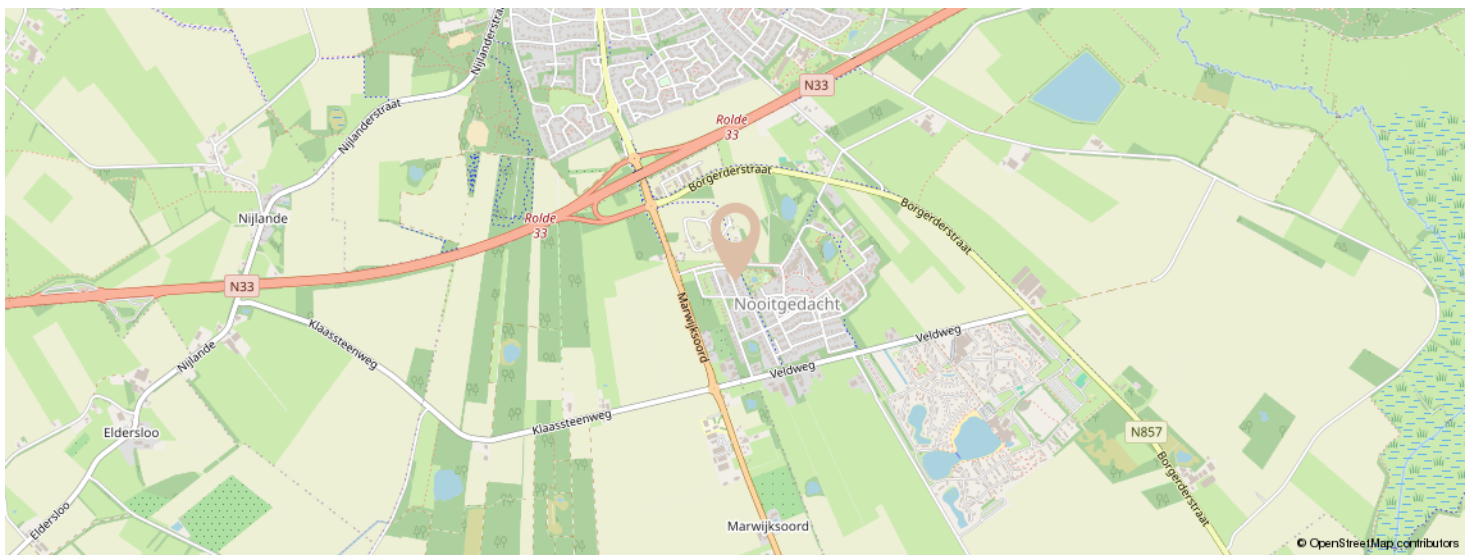 Nijlanderstraat
N33
Rolde
33
Nijlanderstraat
Borgerderstraat
Borgerderstraat
Nijlande
Rolde
33
N33
Nooitgedacht
Marwijksoord
Klaassteenweg
Veldweg
Nijlande
Veldweg
Klaassteenweg
Eldersloo
N857
Borgerderstraat
Eldersloo
Marwijksoord
© OpenStreetMap contributors